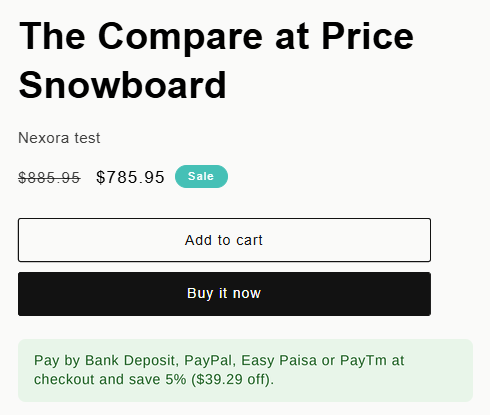 The Compare at Price
Snowboard
Nexora test
$885.95 $785.95 Sale
Add to cart
Buy it now
Pay by Bank Deposit, PayPal, Easy Paisa or PayTm at
checkout and save 5% ($39.29 off).